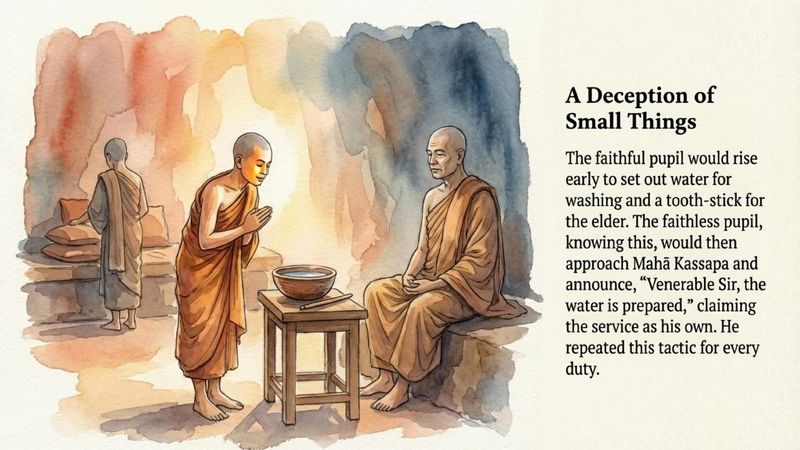 A Deception of
Small Things
The faithful pupil would rise
early to set out water for
washing and a tooth-stick for
the elder. The faithless pupil,
knowing this, would then
approach Mahā Kassapa and
announce, “Venerable Sir, the
water is prepared,” claiming
the service as his own. He
repeated this tactic for every
duty.